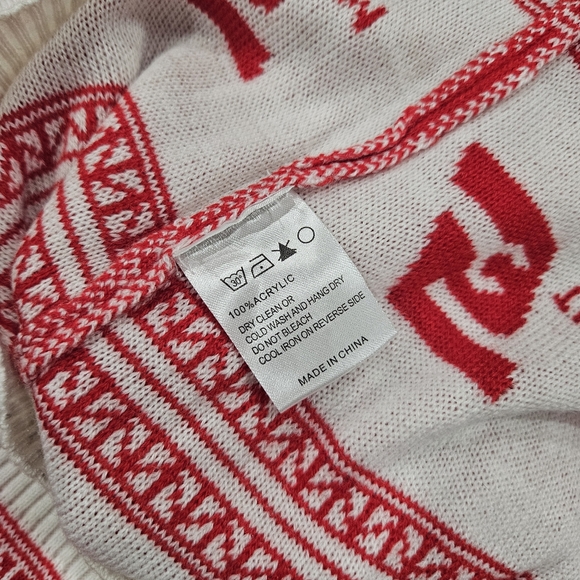 30°
100%ACRYLIC
DRY CLEAN OR
COLD WASH AND HANG DRY
DO NOT BLEACH
COOL IRON ON REVERSE SIDE
MADE IN CHINA